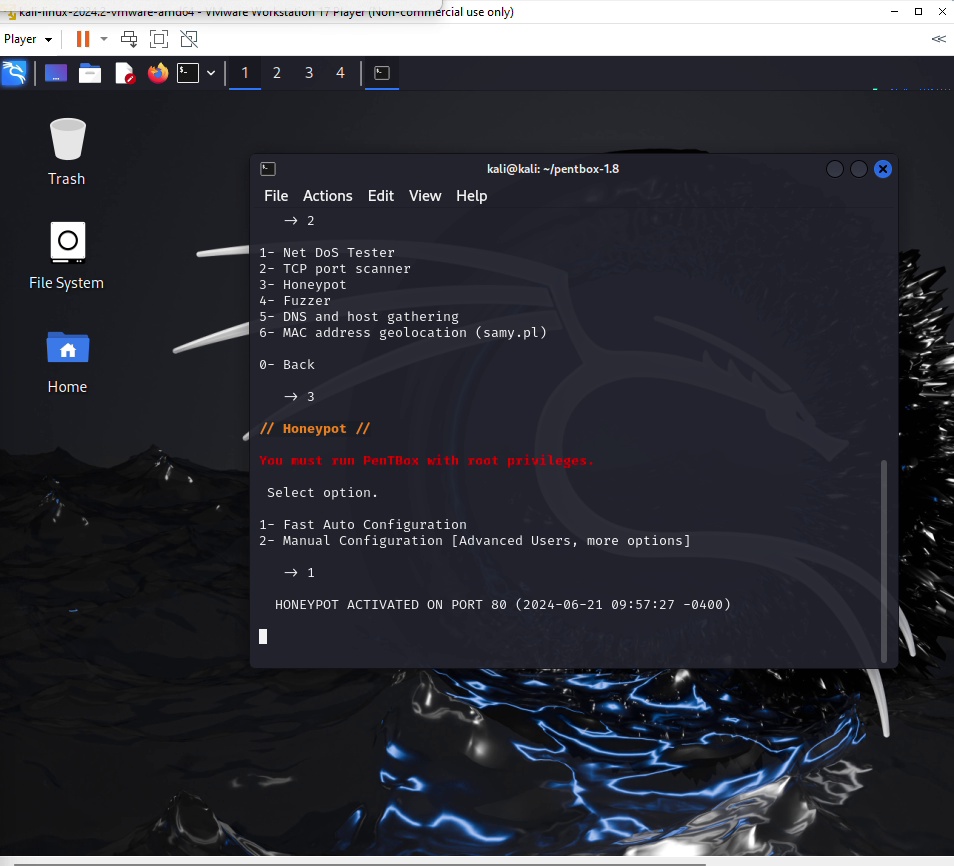 kali-linux-2024.2-vmware-amd64 - VMware Workstation 17 Player (Non-commercial use only)
Player
1 2 3 4
Trash
File System
Home
kali@kali: ~/pentbox-1.8
File Actions Edit View Help
→ 2
1- Net DoS Tester
2- TCP port scanner
3- Honeypot
4- Fuzzer
5- DNS and host gathering
6- MAC address geolocation (samy.pl)
0- Back
→ 3
// Honeypot //
You must run PenTBox with root privileges.
Select option.
1- Fast Auto Configuration
2- Manual Configuration [Advanced Users, more options]
→ 1
HONEYPOT ACTIVATED ON PORT 80 (2024-06-21 09:57:27 -0400)